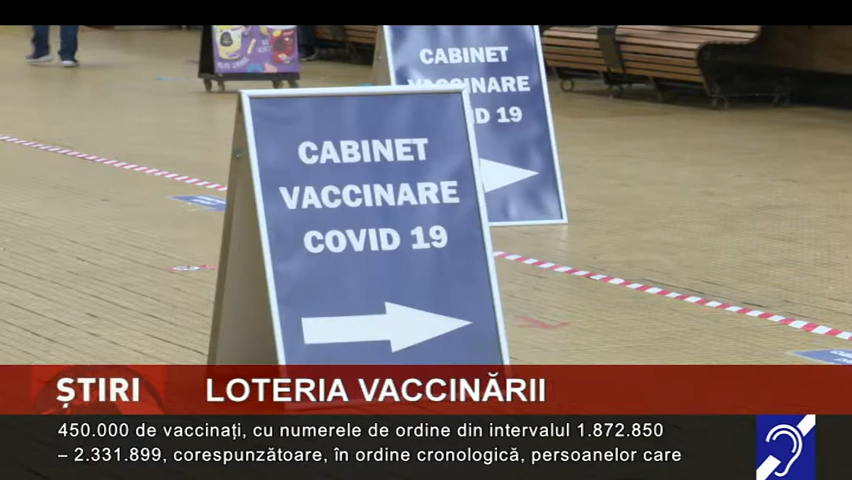 CABINET
VACCINARE
D 19
CABINET
VACCINARE
COVID 19
ȘTIRI
LOTERIA VACCINĂRII
450.000 de vaccinați, cu numerele de ordine din intervalul 1.872.850
– 2.331.899, corespunzătoare, în ordine cronologică, persoanelor care